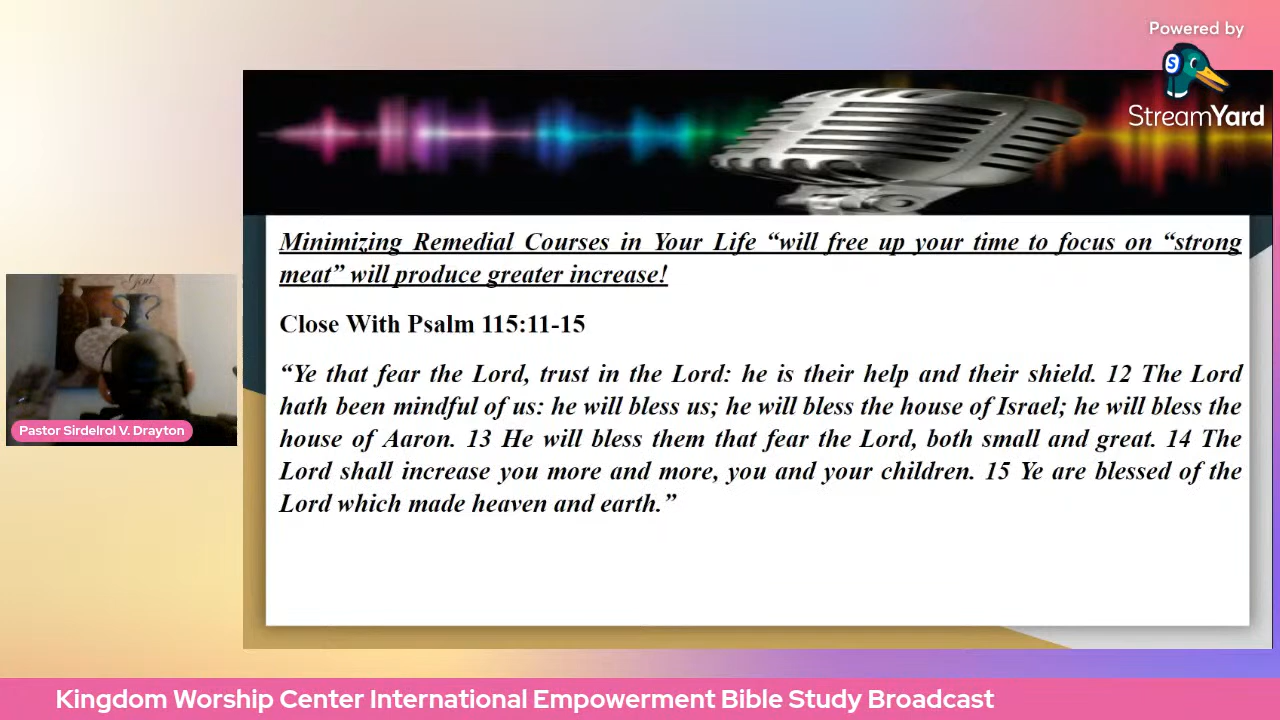 Powered by
S
StreamYard
Minimizing Remedial Courses in Your Life “will free up your time to focus on “strong
meat” will produce greater increase!
Close With Psalm 115:11-15
“Ye that fear the Lord, trust in the Lord: he is their help and their shield. 12 The Lord
hath been mindful of us: he will bless us; he will bless the house of Israel; he will bless the
house of Aaron. 13 He will bless them that fear the Lord, both small and great. 14 The
Lord shall increase you more and more, you and your children. 15 Ye are blessed of the
Lord which made heaven and earth.”
God
Pastor Sirdelrol V. Drayton
Kingdom Worship Center International Empowerment Bible Study Broadcast